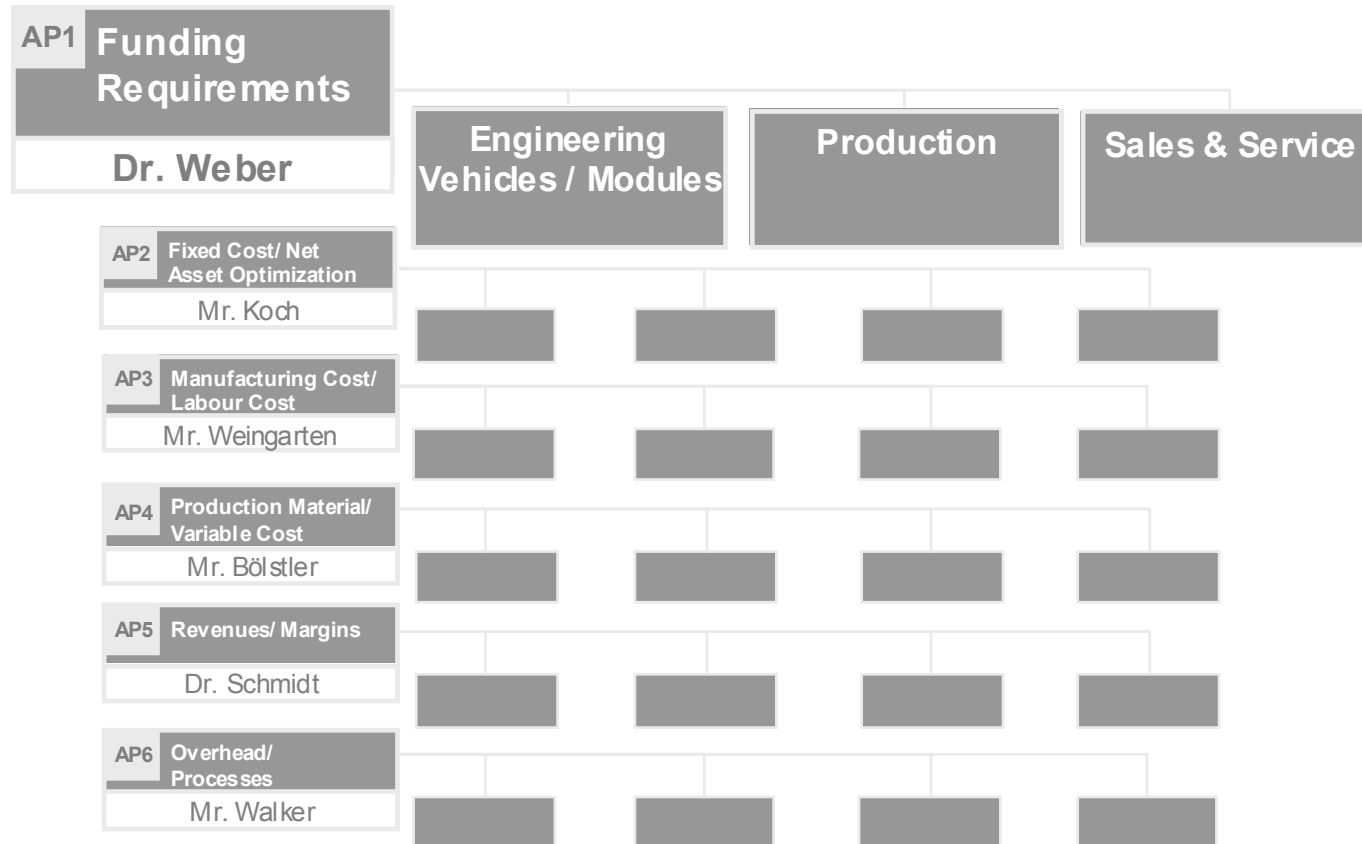 AP1
Funding
Requirements
Dr. Weber
Engineering
Vehicles / Modules
Production
Sales & Service
AP2
Fixed Cost/ Net
Asset Optimization
Mr. Koch
AP3
Manufacturing Cost/
Labour Cost
Mr. Weingarten
AP4
Production Material/
Variable Cost
Mr. Bölstler
AP5
Revenues/ Margins
Dr. Schmidt
AP6
Overhead/
Processes
Mr. Walker